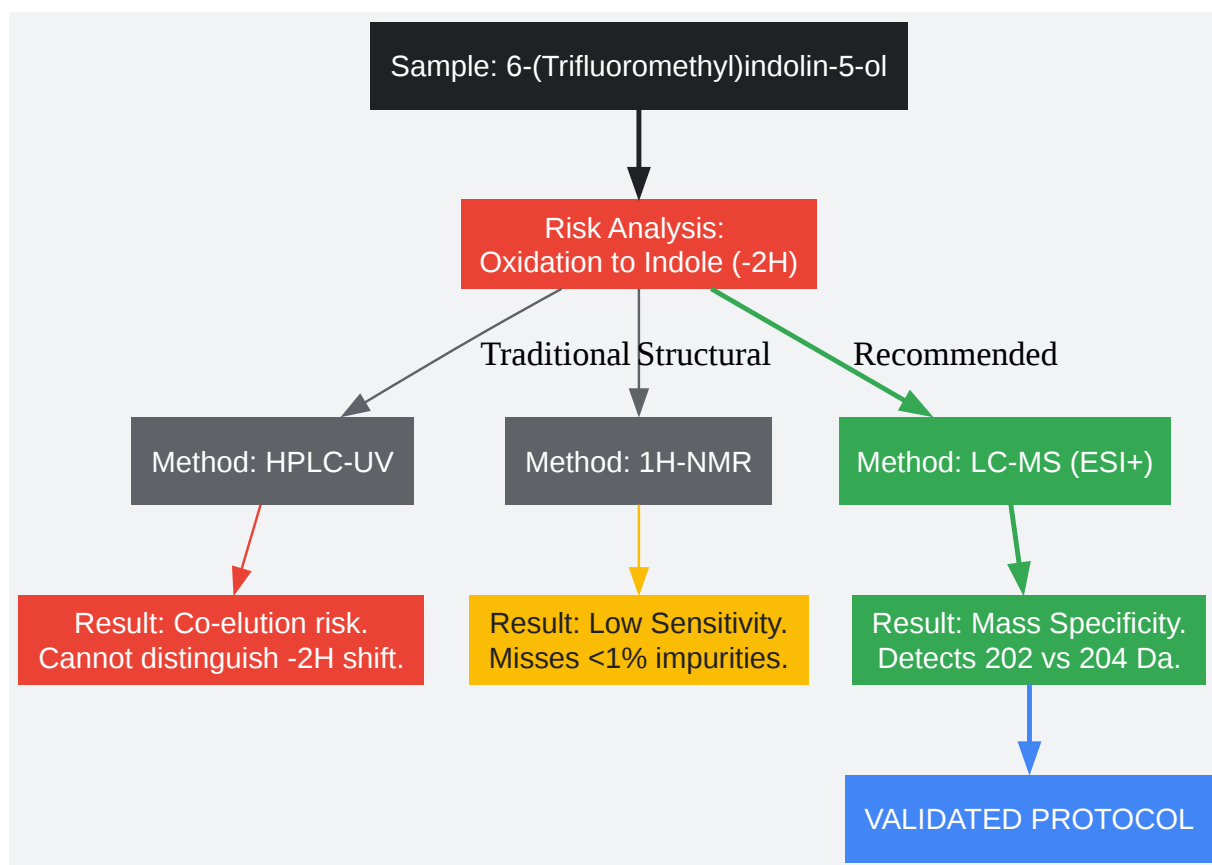 Sample: 6-(Trifluoromethyl)indolin-5-ol
Risk Analysis:
Oxidation to Indole (-2H)
Traditional
Structural
Recommended
Method: HPLC-UV
Method: 1H-NMR
Method: LC-MS (ESI+)
Result: Co-elution risk.
Cannot distinguish -2H shift.
Result: Low Sensitivity.
Misses <1% impurities.
Result: Mass Specificity.
Detects 202 vs 204 Da.
VALIDATED PROTOCOL